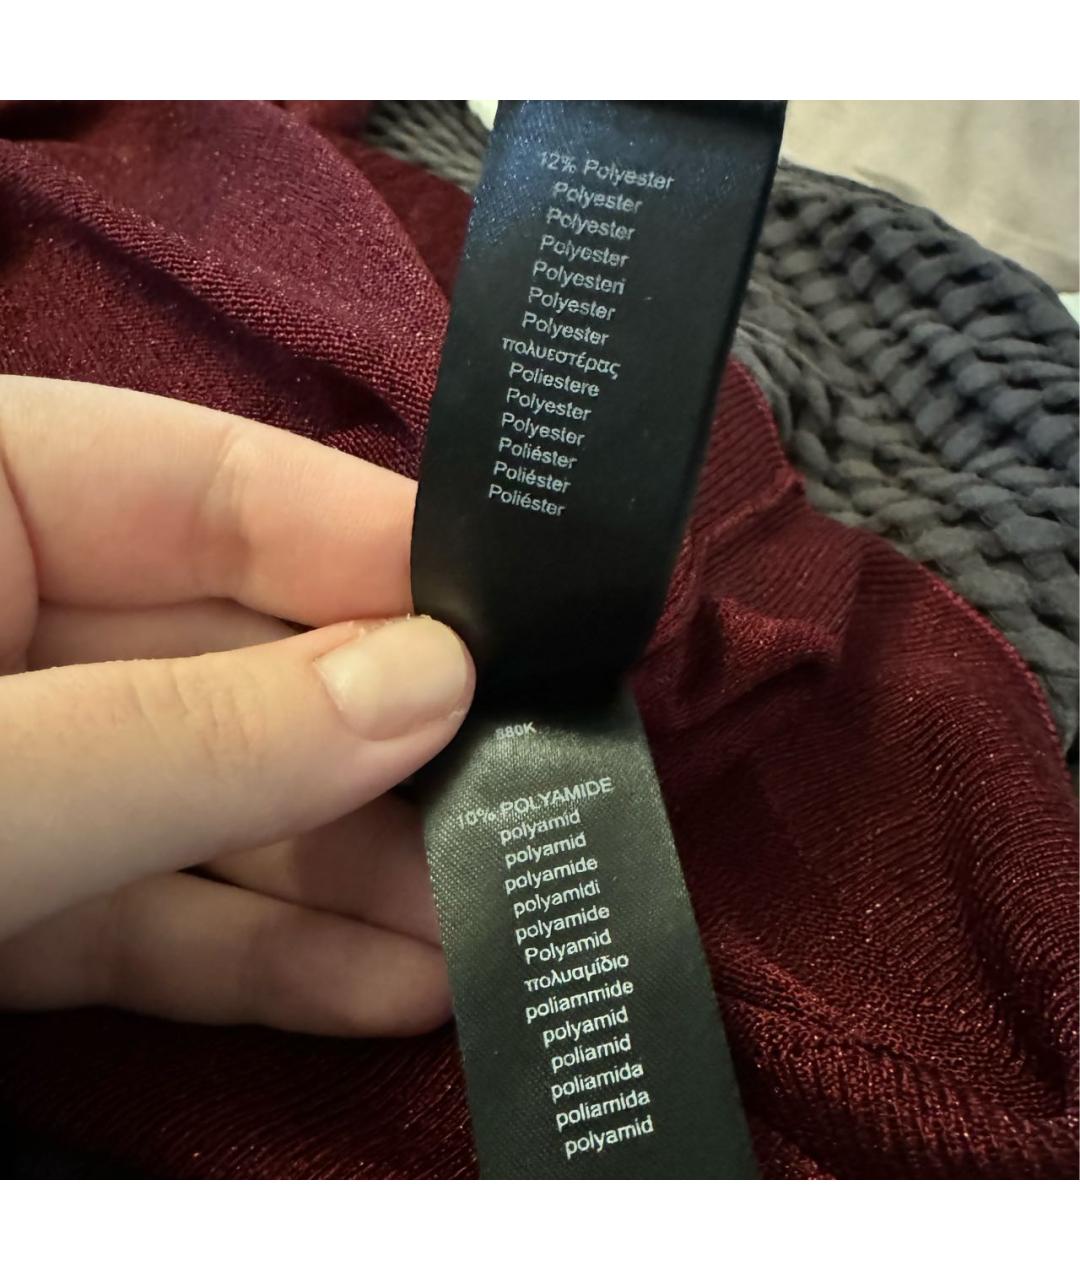 12% Polyester
Polyester
Polyester
Polyester
Polyesteri
Polyester
Polyester
πολυεστέρας
Poliestere
Polyester
Polyester
Poliéster
Poliéster
Poliéster
880K
10% POLYAMIDE
polyamid
polyamid
polyamide
polyamidi
polyamide
Polyamid
πολυαμίδιο
poliammide
polyamid
poliamid
poliamida
poliamida
polyamid